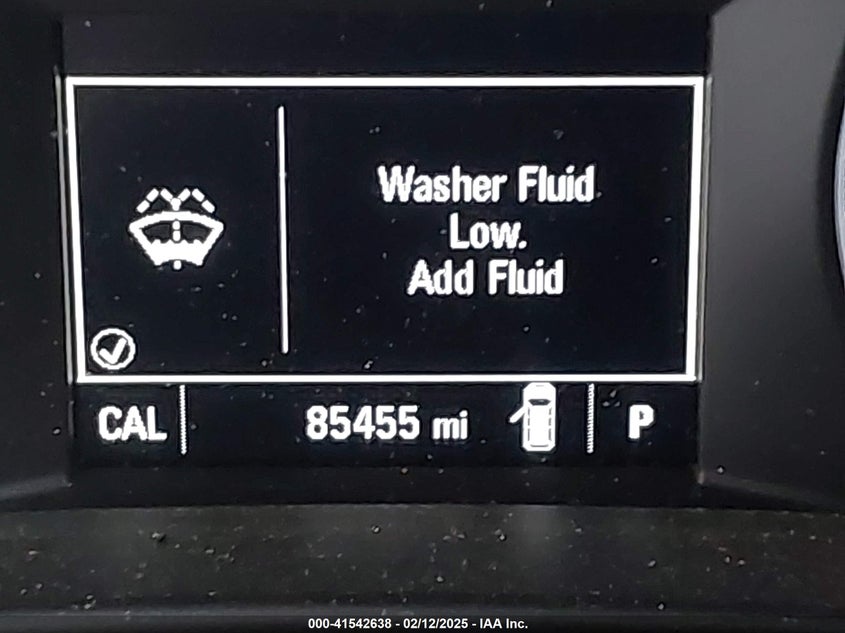 Washer Fluid
Low.
Add Fluid
CAL 85455 mi P
000-41542638 - 02/12/2025 - IAA Inc.